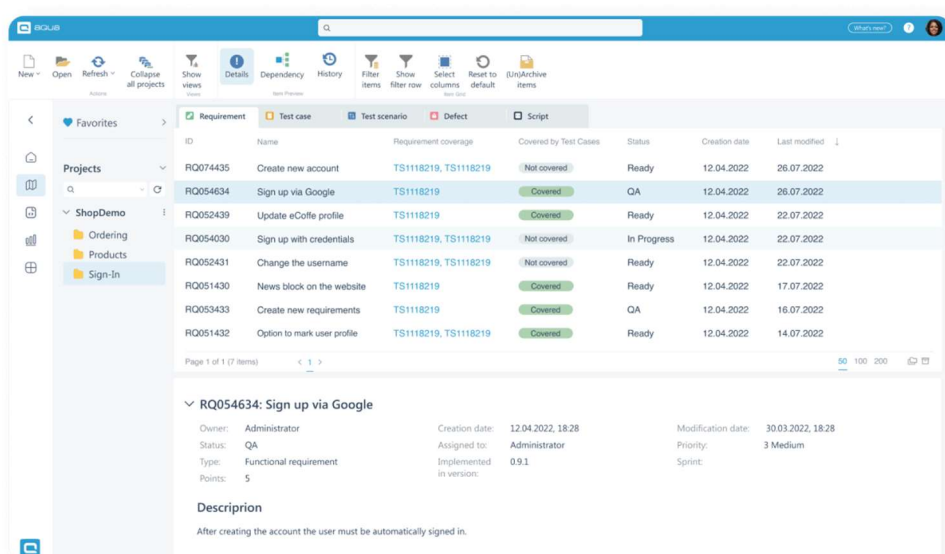 aqua
What's new?
?
New Open Refresh Collapse all projects Show views Details Dependency History Filter items Show filter row Select columns Reset to default (Un)Archive items
Actions Views Item Preview Item Grid
Favorites
Projects
ShopDemo
Ordering
Products
Sign-In
Requirement Test case Test scenario Defect Script
ID Name Requirement coverage Covered by Test Cases Status Creation date Last modified
RQ074435 Create new account TS1118219, TS1118219 Not covered Ready 12.04.2022 26.07.2022
RQ054634 Sign up via Google TS1118219 Covered QA 12.04.2022 26.07.2022
RQ052439 Update eCoffe profile TS1118219 Covered Ready 12.04.2022 22.07.2022
RQ054030 Sign up with credentials TS1118219, TS1118219 Not covered In Progress 12.04.2022 22.07.2022
RQ052431 Change the username TS1118219, TS1118219 Not covered Ready 12.04.2022 22.07.2022
RQ051430 News block on the website TS1118219 Covered Ready 12.04.2022 17.07.2022
RQ053433 Create new requirements TS1118219 Covered QA 12.04.2022 16.07.2022
RQ051432 Option to mark user profile TS1118219, TS1118219 Covered Ready 12.04.2022 14.07.2022
Page 1 of 1 (7 items) < 1 > 50 100 200
RQ054634: Sign up via Google
Owner: Administrator Creation date: 12.04.2022, 18:28 Modification date: 30.03.2022, 18:28
Status: QA Assigned to: Administrator Priority: 3 Medium
Type: Functional requirement Implemented in version: 0.9.1 Sprint:
Points: 5
Descriprion
After creating the account the user must be automatically signed in.